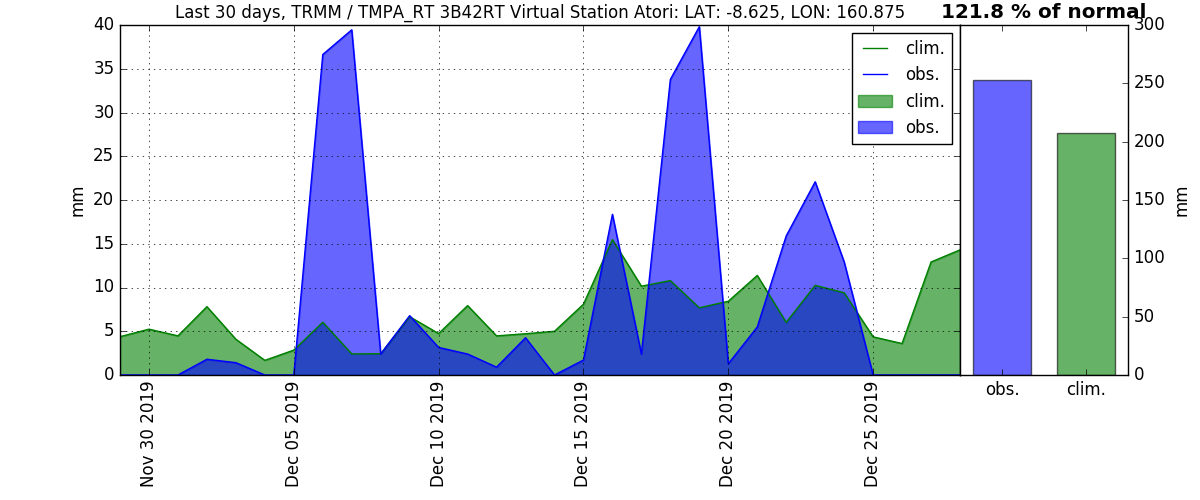 Last 30 days, TRMM / TMPA_RT 3B42RT Virtual Station Atori: LAT: -8.625, LON: 160.875
121.8 % of normal
40
35
30
25
20
15
10
5
0
mm
clim.
obs.
clim.
obs.
300
250
200
150
100
50
0
mm
obs.
clim.
Nov 30 2019
Dec 05 2019
Dec 10 2019
Dec 15 2019
Dec 20 2019
Dec 25 2019